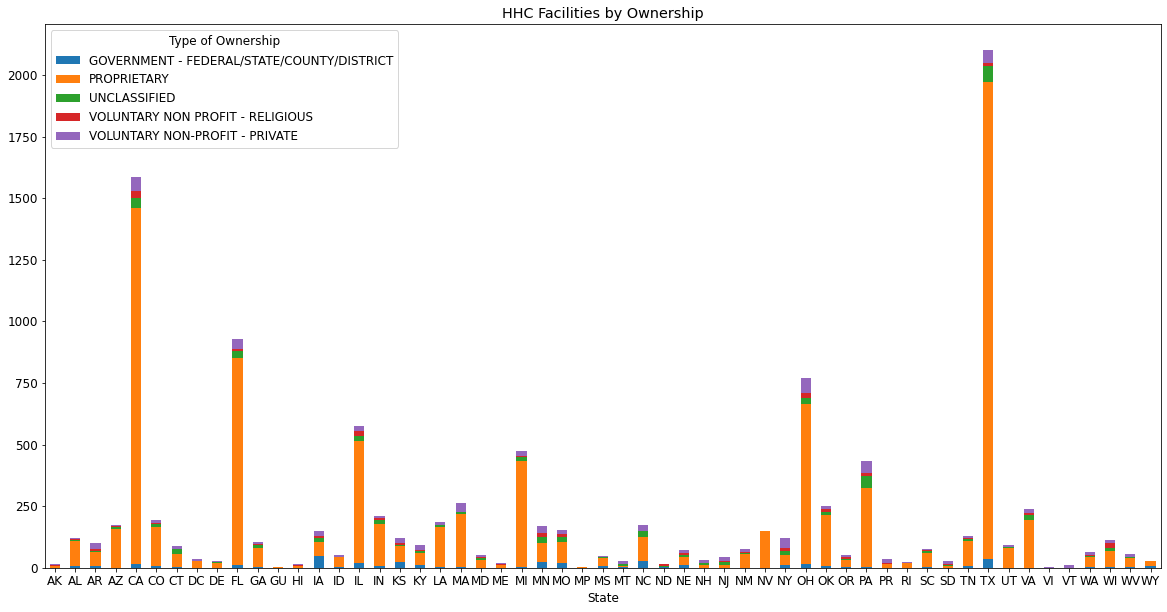 HHC Facilities by Ownership
Type of Ownership
GOVERNMENT - FEDERAL/STATE/COUNTY/DISTRICT
PROPRIETARY
UNCLASSIFIED
VOLUNTARY NON PROFIT - RELIGIOUS
VOLUNTARY NON-PROFIT - PRIVATE
2000
1750
1500
1250
1000
750
500
250
0
AK AL AR AZ CA CO CT DC DE FL GA GU HI IA ID IL IN KS KY LA MA MD ME MI MN MO MP MS MT NC ND NE NH NJ NM NV NY OH OK OR PA PR RI SC SD TN TX UT VA VI VT WA WI WV WY
State